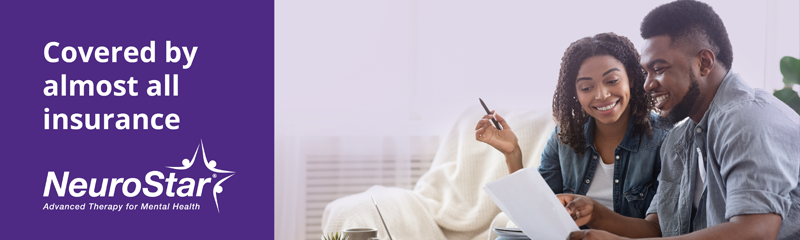 Covered by
almost all
insurance
NeuroStar®
Advanced Therapy for Mental Health